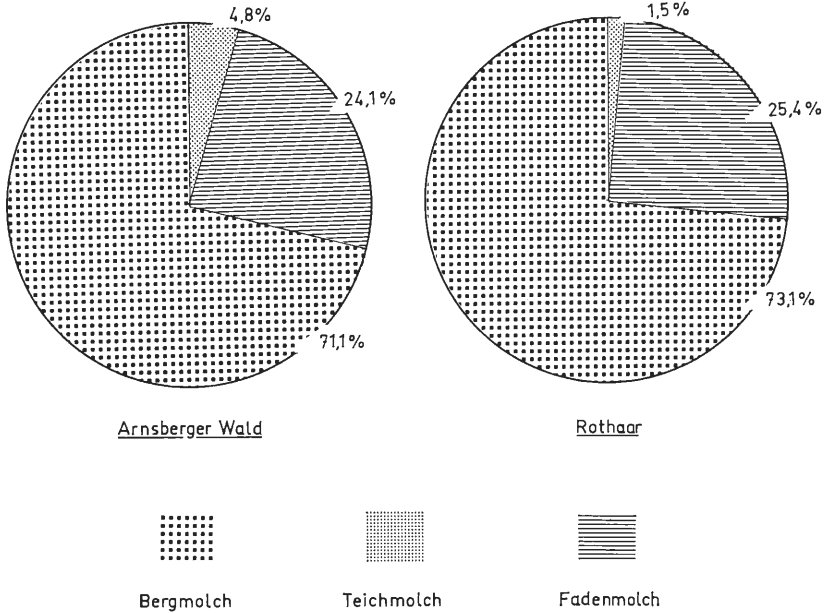 4,8%
1,5%
24,1%
25,4%
71,1%
73,1%
Arnsberger Wald
Rothaar
Bergmolch
Teichmolch
Fadenmolch